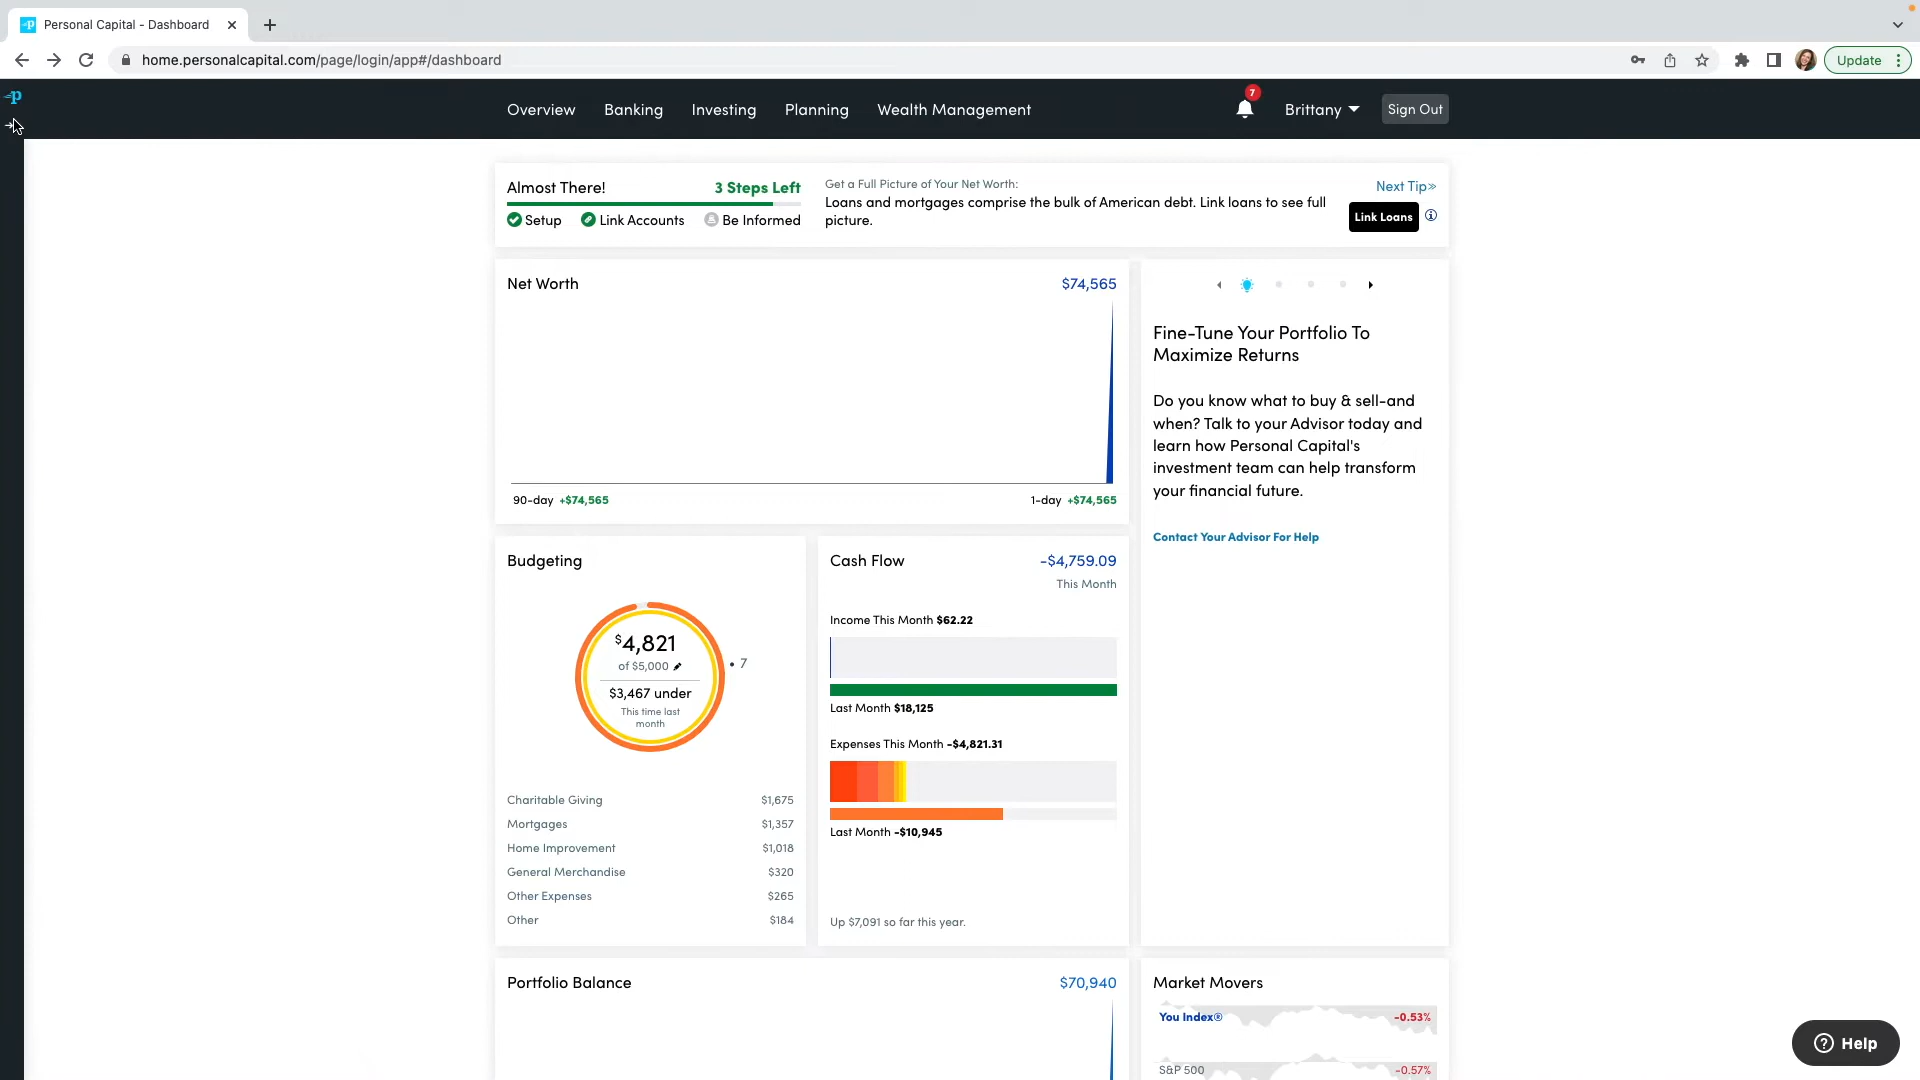 Personal Capital - Dashboard
home.personalcapital.com/page/login/app#/dashboard
Update
p
Overview Banking Investing Planning Wealth Management
7
Brittany
Sign Out
Almost There! 3 Steps Left
Setup Link Accounts Be Informed
Get a Full Picture of Your Net Worth:
Loans and mortgages comprise the bulk of American debt. Link loans to see full
picture.
Next Tip»
Link Loans
Net Worth $74,565
90-day +$74,565 1-day +$74,565
Fine-Tune Your Portfolio To
Maximize Returns
Do you know what to buy & sell-and
when? Talk to your Advisor today and
learn how Personal Capital's
investment team can help transform
your financial future.
Contact Your Advisor For Help
Budgeting
$4,821
of $5,000
$3,467 under
This time last
month
• 7
Charitable Giving $1,675
Mortgages $1,357
Home Improvement $1,018
General Merchandise $320
Other Expenses $265
Other $184
Cash Flow -$4,759.09
This Month
Income This Month $62.22
Last Month $18,125
Expenses This Month -$4,821.31
Last Month -$10,945
Up $7,091 so far this year.
Portfolio Balance $70,940
Market Movers
You Index® -0.53%
S&P 500 -0.57%
Help